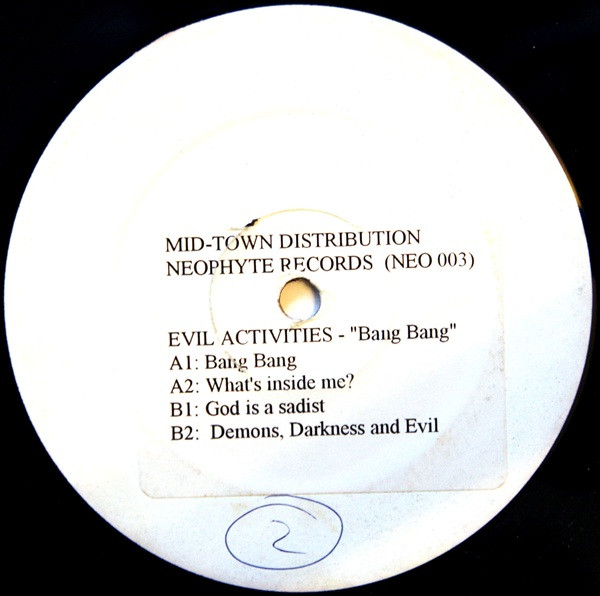 MID-TOWN DISTRIBUTION
NEOPHYTE RECORDS (NEO 003)
EVIL ACTIVITIES - "Bang Bang"
A1: Bang Bang
A2: What's inside me?
B1: God is a sadist
B2: Demons, Darkness and Evil
2